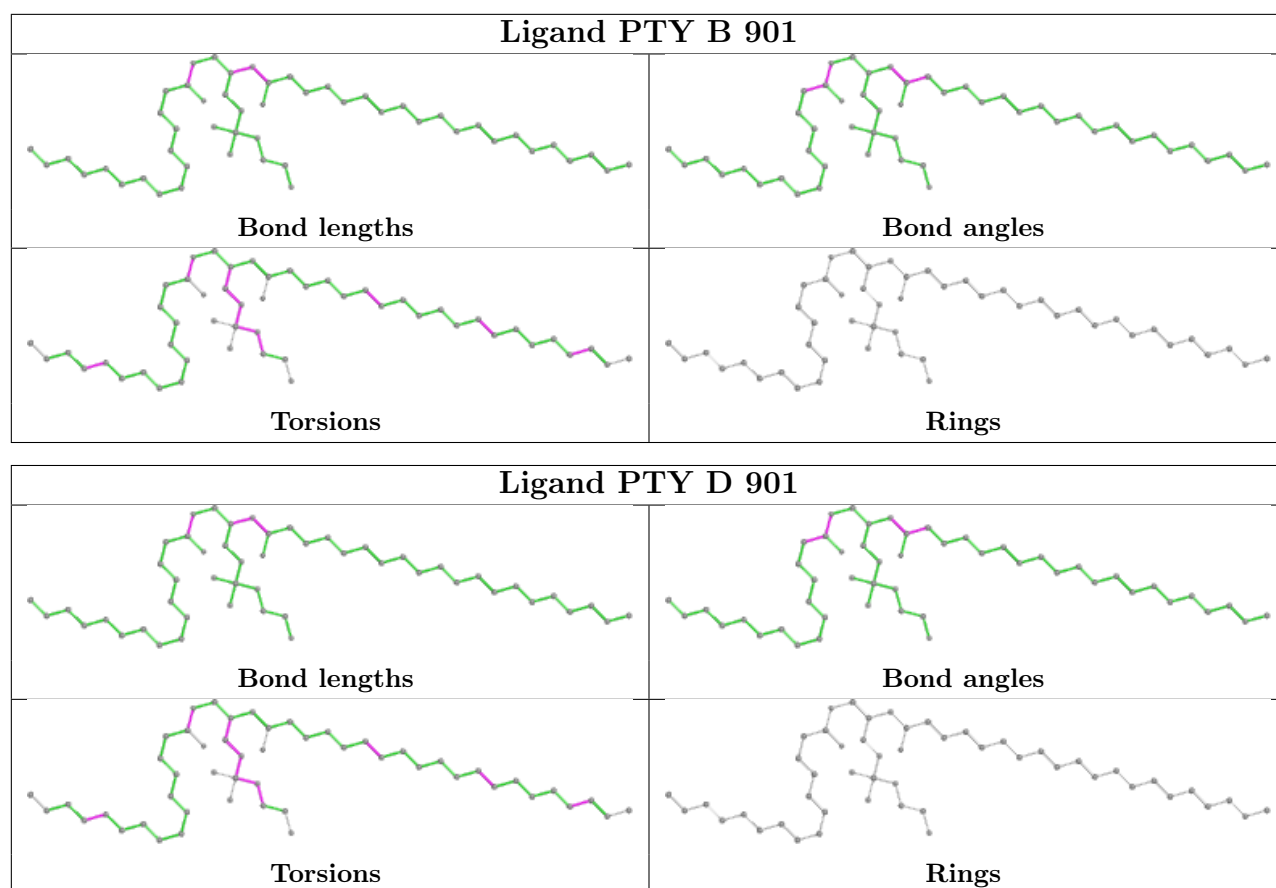 Ligand PTY B 901
Bond lengths
Bond angles
Torsions
Rings
Ligand PTY D 901
Bond lengths
Bond angles
Torsions
Rings